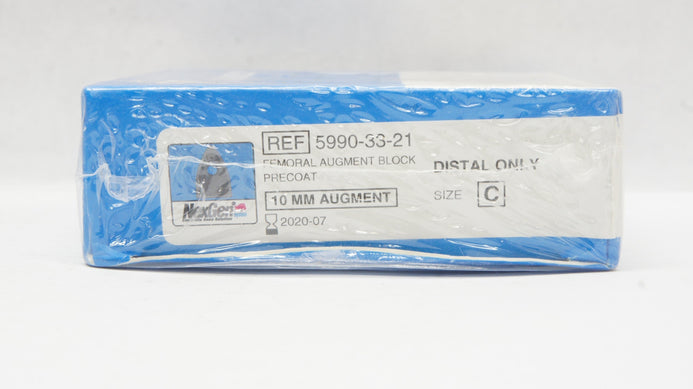 REF 5990-33-21
FEMORAL AUGMENT BLOCK
PRECOAT
DISTAL ONLY
10 MM AUGMENT
SIZE C
2020-07
NexGen